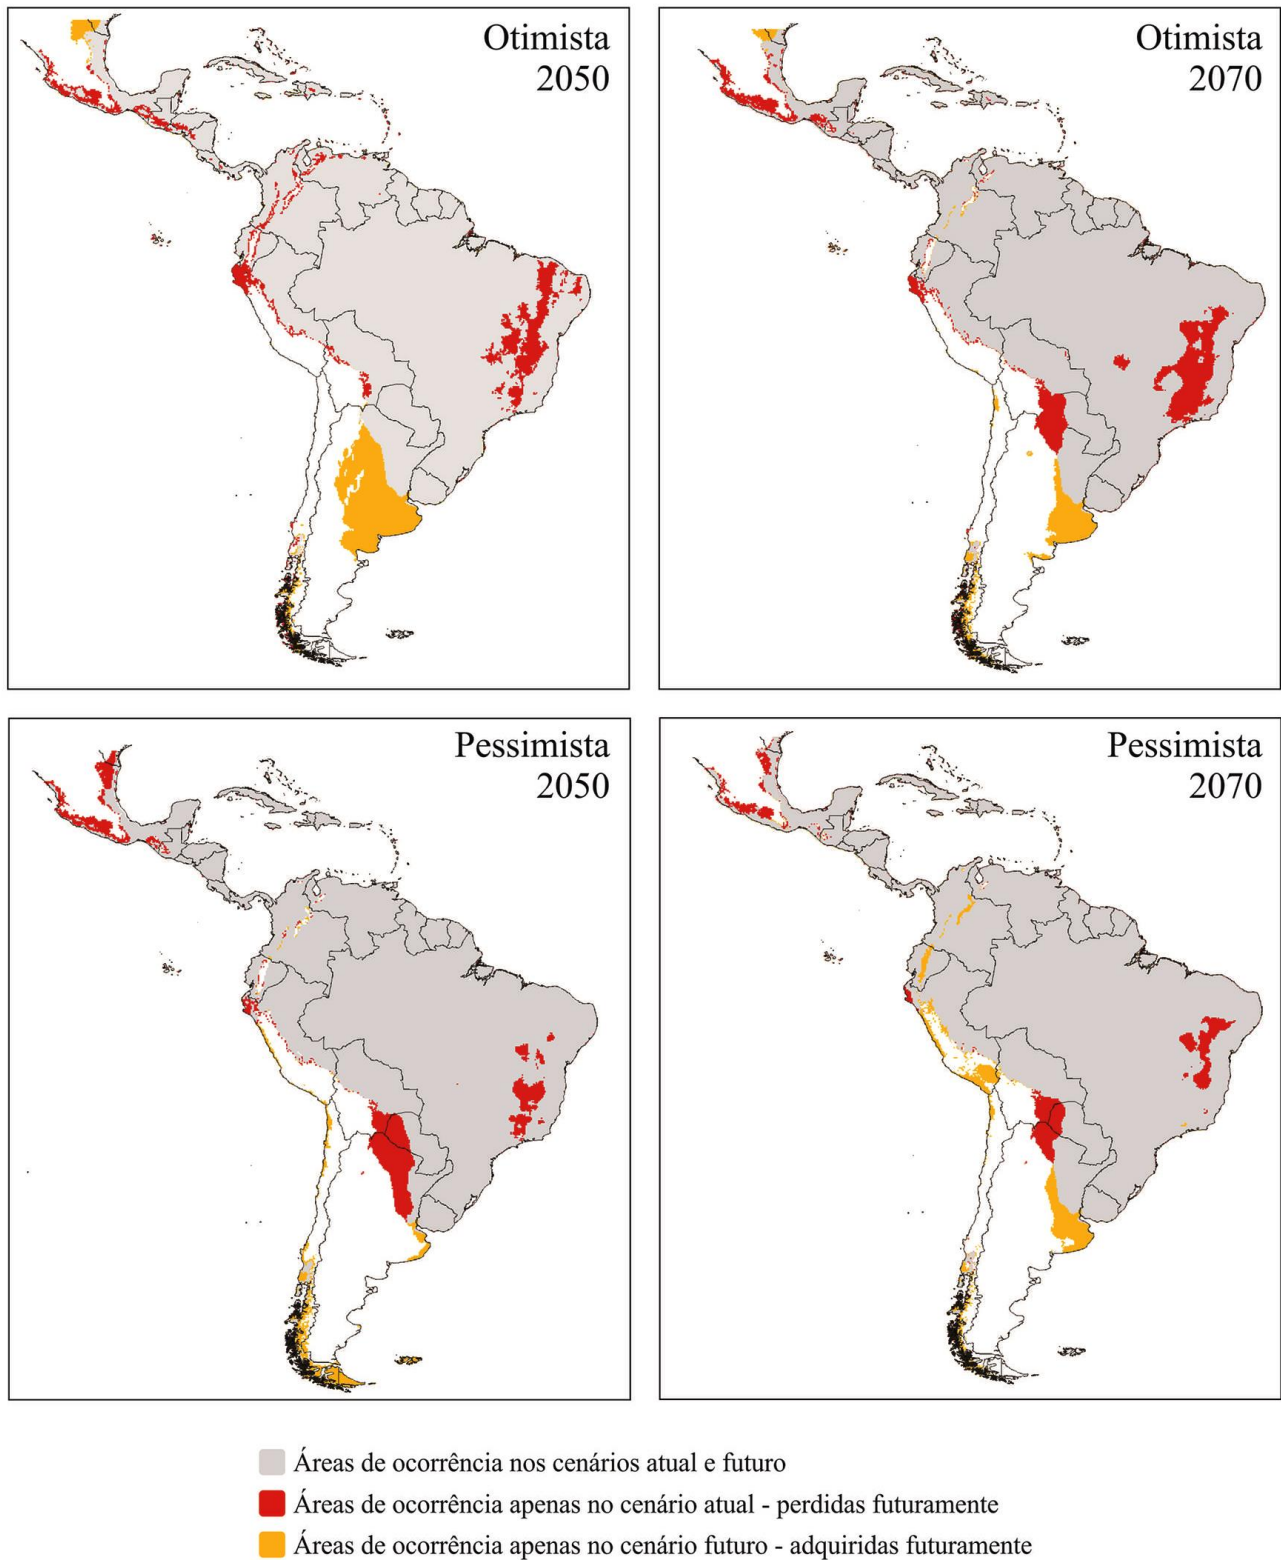 Otimista
2050
Otimista
2070
Pessimista
2050
Pessimista
2070
Áreas de ocorrência nos cenários atual e futuro
Áreas de ocorrência apenas no cenário atual - perdidas futuramente
Áreas de ocorrência apenas no cenário futuro - adquiridas futuramente